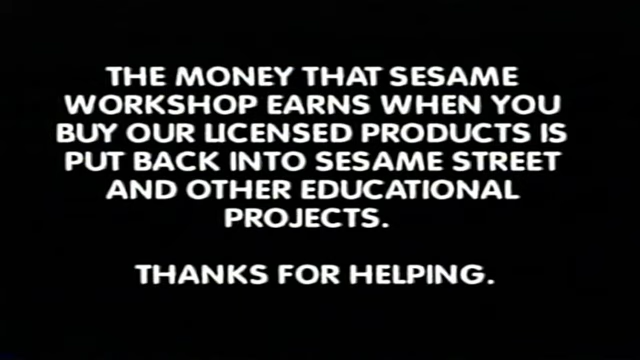 THE MONEY THAT SESAME
WORKSHOP EARNS WHEN YOU
BUY OUR LICENSED PRODUCTS IS
PUT BACK INTO SESAME STREET
AND OTHER EDUCATIONAL
PROJECTS.
THANKS FOR HELPING.